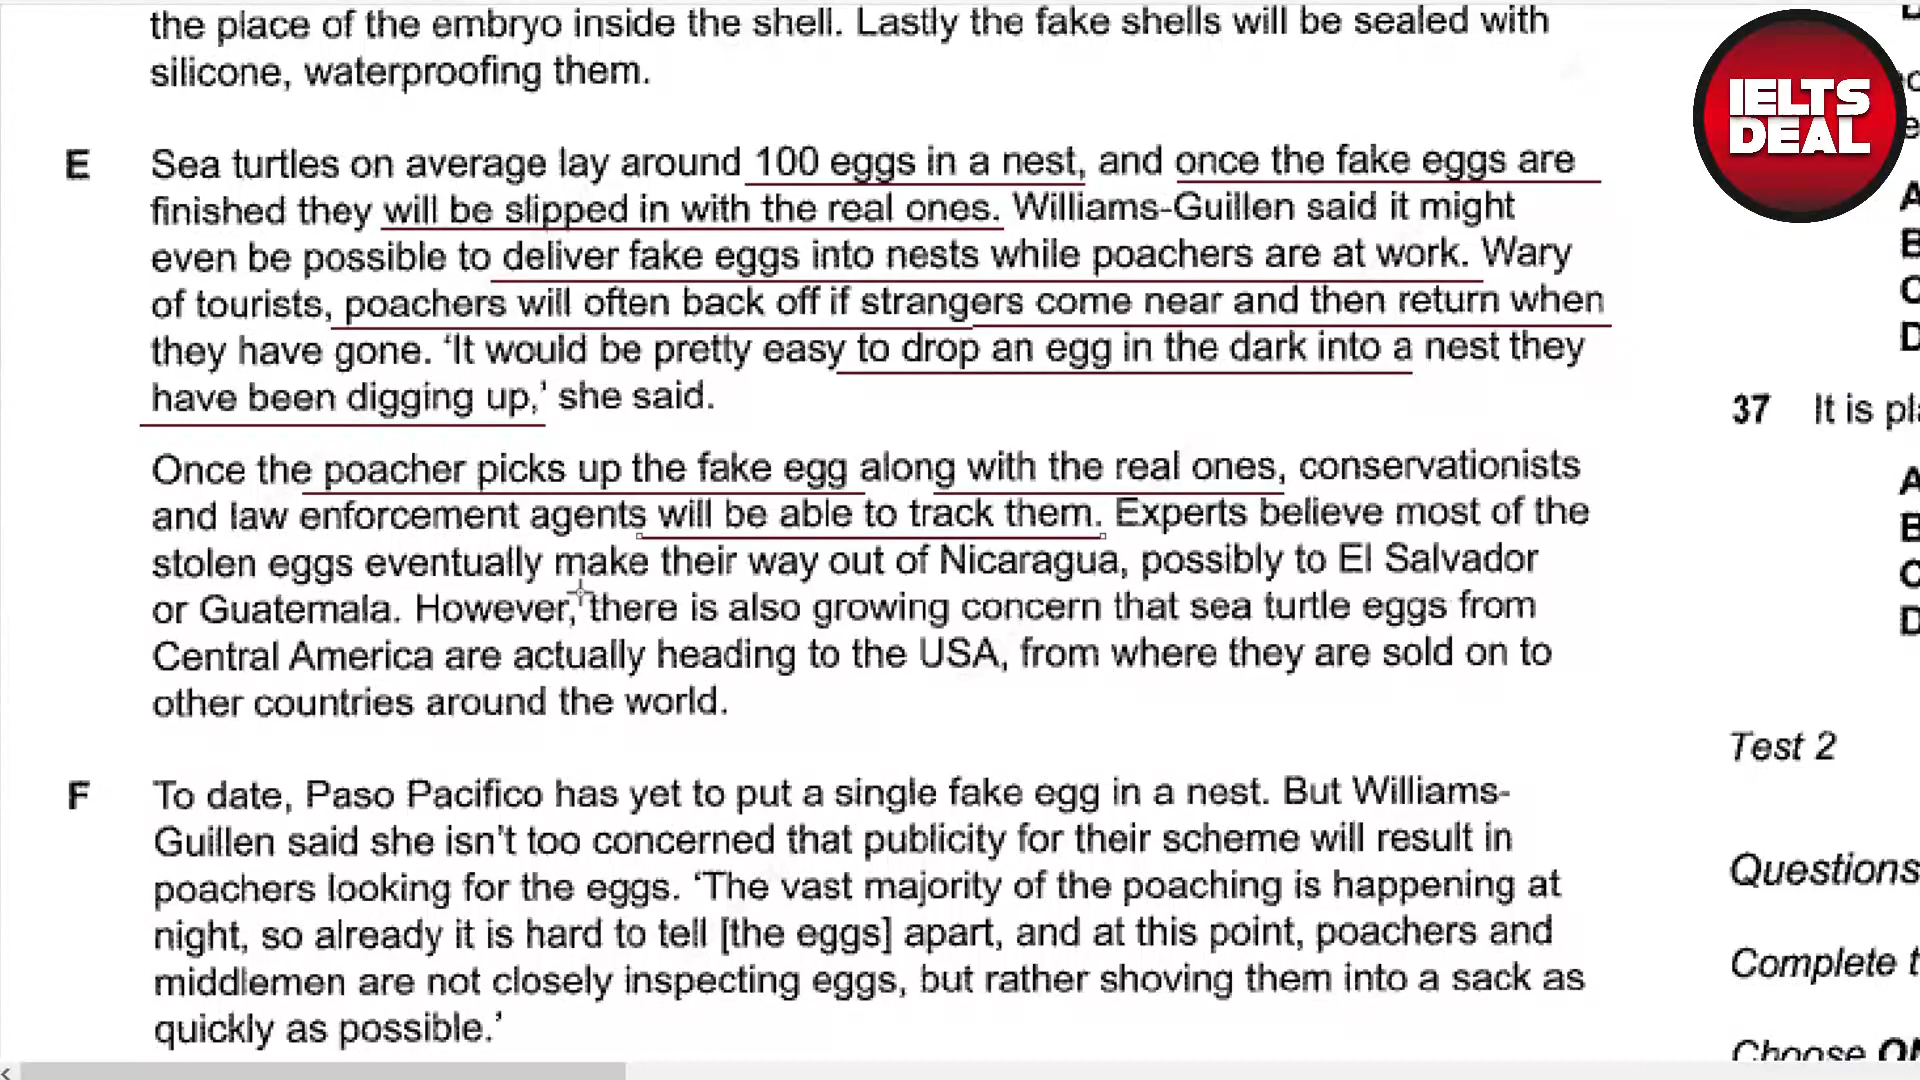 the place of the embryo inside the shell. Lastly the fake shells will be sealed with
silicone, waterproofing them.
E Sea turtles on average lay around 100 eggs in a nest, and once the fake eggs are
finished they will be slipped in with the real ones. Williams-Guillen said it might
even be possible to deliver fake eggs into nests while poachers are at work. Wary
of tourists, poachers will often back off if strangers come near and then return when
they have gone. ‘It would be pretty easy to drop an egg in the dark into a nest they
have been digging up,’ she said.
Once the poacher picks up the fake egg along with the real ones, conservationists
and law enforcement agents will be able to track them. Experts believe most of the
stolen eggs eventually make their way out of Nicaragua, possibly to El Salvador
or Guatemala. However, there is also growing concern that sea turtle eggs from
Central America are actually heading to the USA, from where they are sold on to
other countries around the world.
F To date, Paso Pacifico has yet to put a single fake egg in a nest. But Williams-
Guillen said she isn’t too concerned that publicity for their scheme will result in
poachers looking for the eggs. ‘The vast majority of the poaching is happening at
night, so already it is hard to tell [the eggs] apart, and at this point, poachers and
middlemen are not closely inspecting eggs, but rather shoving them into a sack as
quickly as possible.’
IELTS
DEAL
A
B
C
D
37 It is
A
B
C
D
Test 2
Questions
Complete
Choose